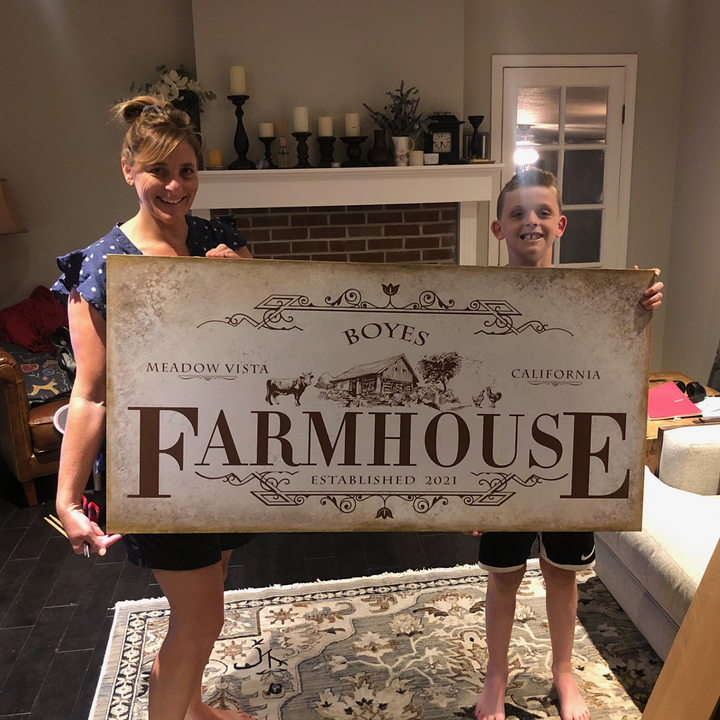 BOYES
MEADOW VISTA
CALIFORNIA
FARMHOUSE
ESTABLISHED 2021